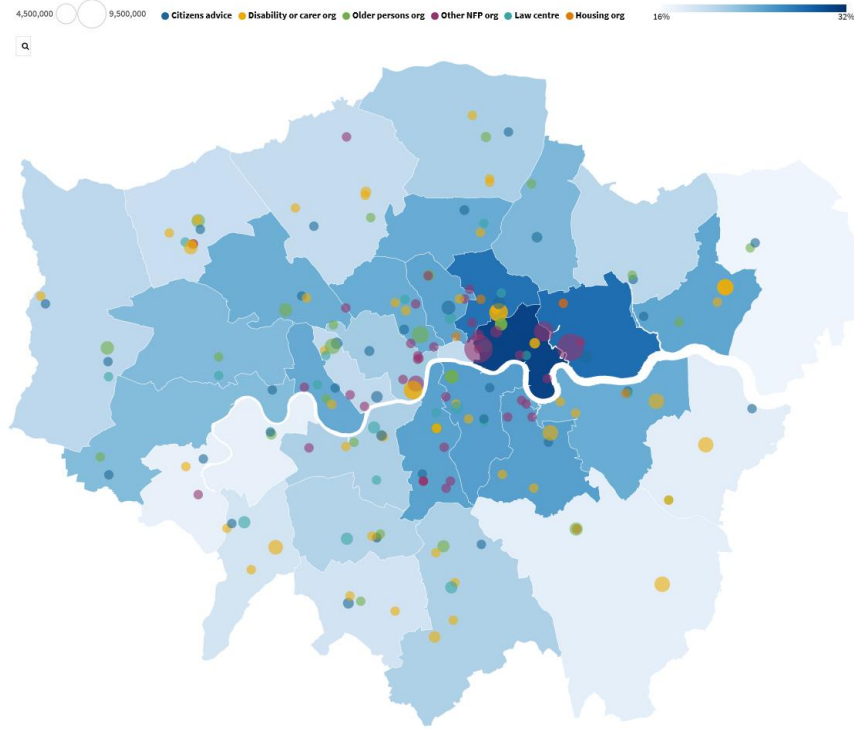 4,500,000 9,500,000 Citizens advice Disability or carer org Older persons org Other NFP org Law centre Housing org
16% 32%